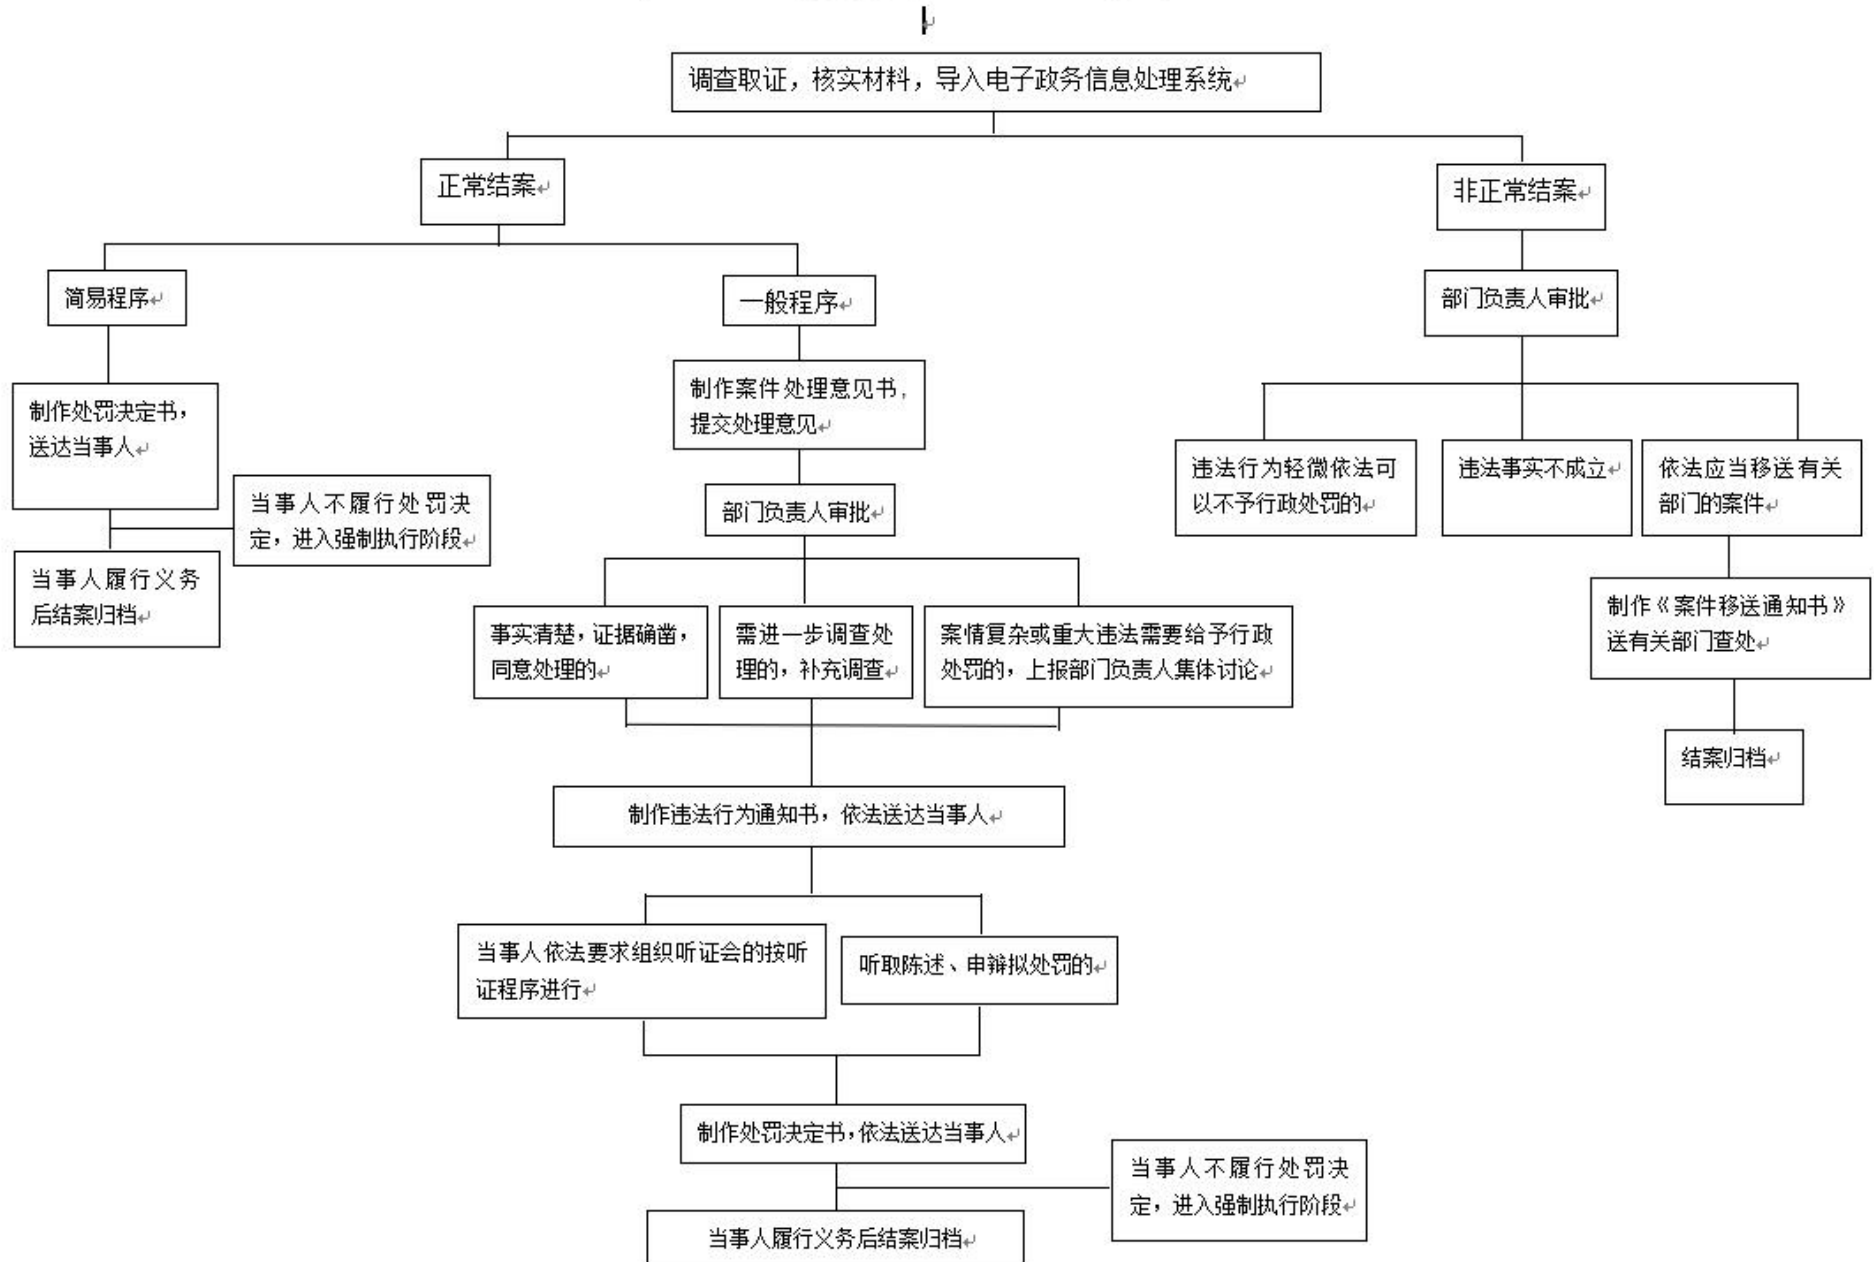 调查取证，核实材料，导入电子政务信息处理系统
正常结案
非正常结案
简易程序
一般程序
部门负责人审批
制作处罚决定书，
送达当事人
制作案件处理意见书，
提交处理意见
违法行为轻微依法可
以不予行政处罚的
违法事实不成立
依法应当移送有关
部门的案件
当事人不履行处罚决
定，进入强制执行阶段
部门负责人审批
当事人履行义务
后结案归档
事实清楚，证据确凿，
同意处理的
需进一步调查处
理的，补充调查
案情复杂或重大违法需要给予行政
处罚的，上报部门负责人集体讨论
制作《案件移送通知书》
送有关部门查处
结案归档
制作违法行为通知书，依法送达当事人
当事人依法要求组织听证会的按听
证程序进行
听取陈述、申辩拟处罚的
制作处罚决定书，依法送达当事人
当事人不履行处罚决
定，进入强制执行阶段
当事人履行义务后结案归档